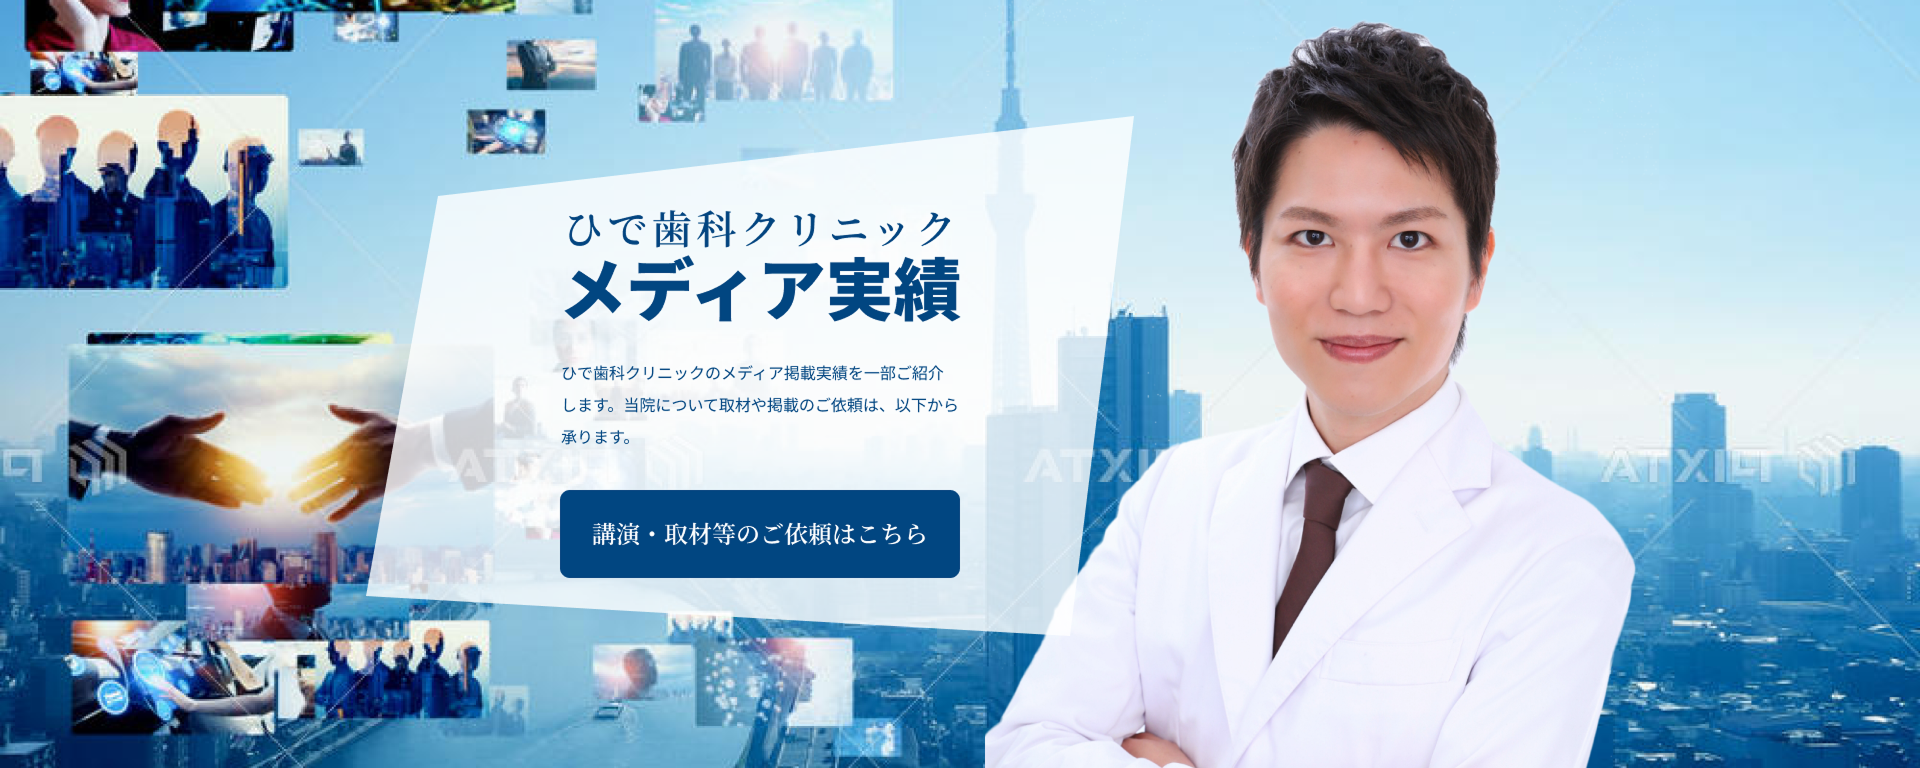 ひで歯科クリニック
メディア実績
ひで歯科クリニックのメディア掲載実績を一部ご紹介
します。当院について取材や掲載のご依頼は、以下から
承ります。
講演・取材等のご依頼はこちら